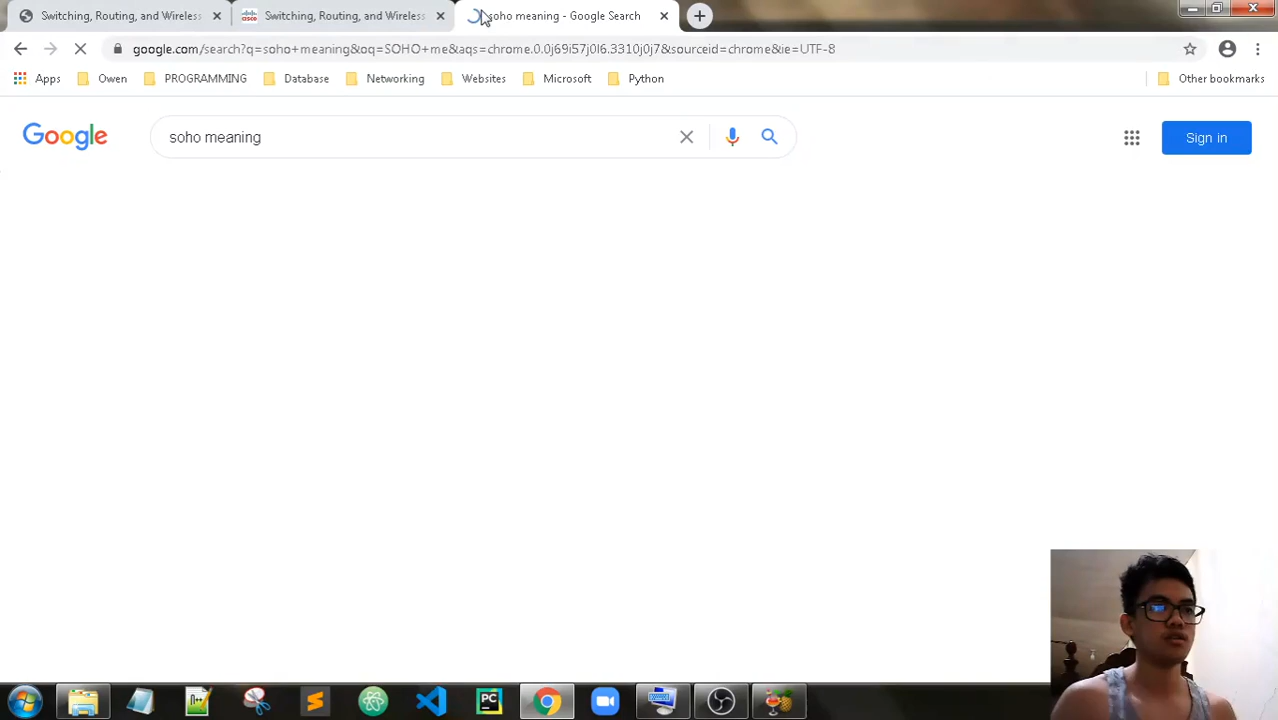 Switching, Routing, and Wireless
CISCO Switching, Routing, and Wireless
soho meaning - Google Search
google.com/search?q=soho+meaning&oq=SOHO+me&aqs=chrome.0.0j69i57j0l6.3310j0j7&sourceid=chrome&ie=UTF-8
Apps Owen PROGRAMMING Database Networking Websites Microsoft Python Other bookmarks
Google soho meaning Sign in
PC